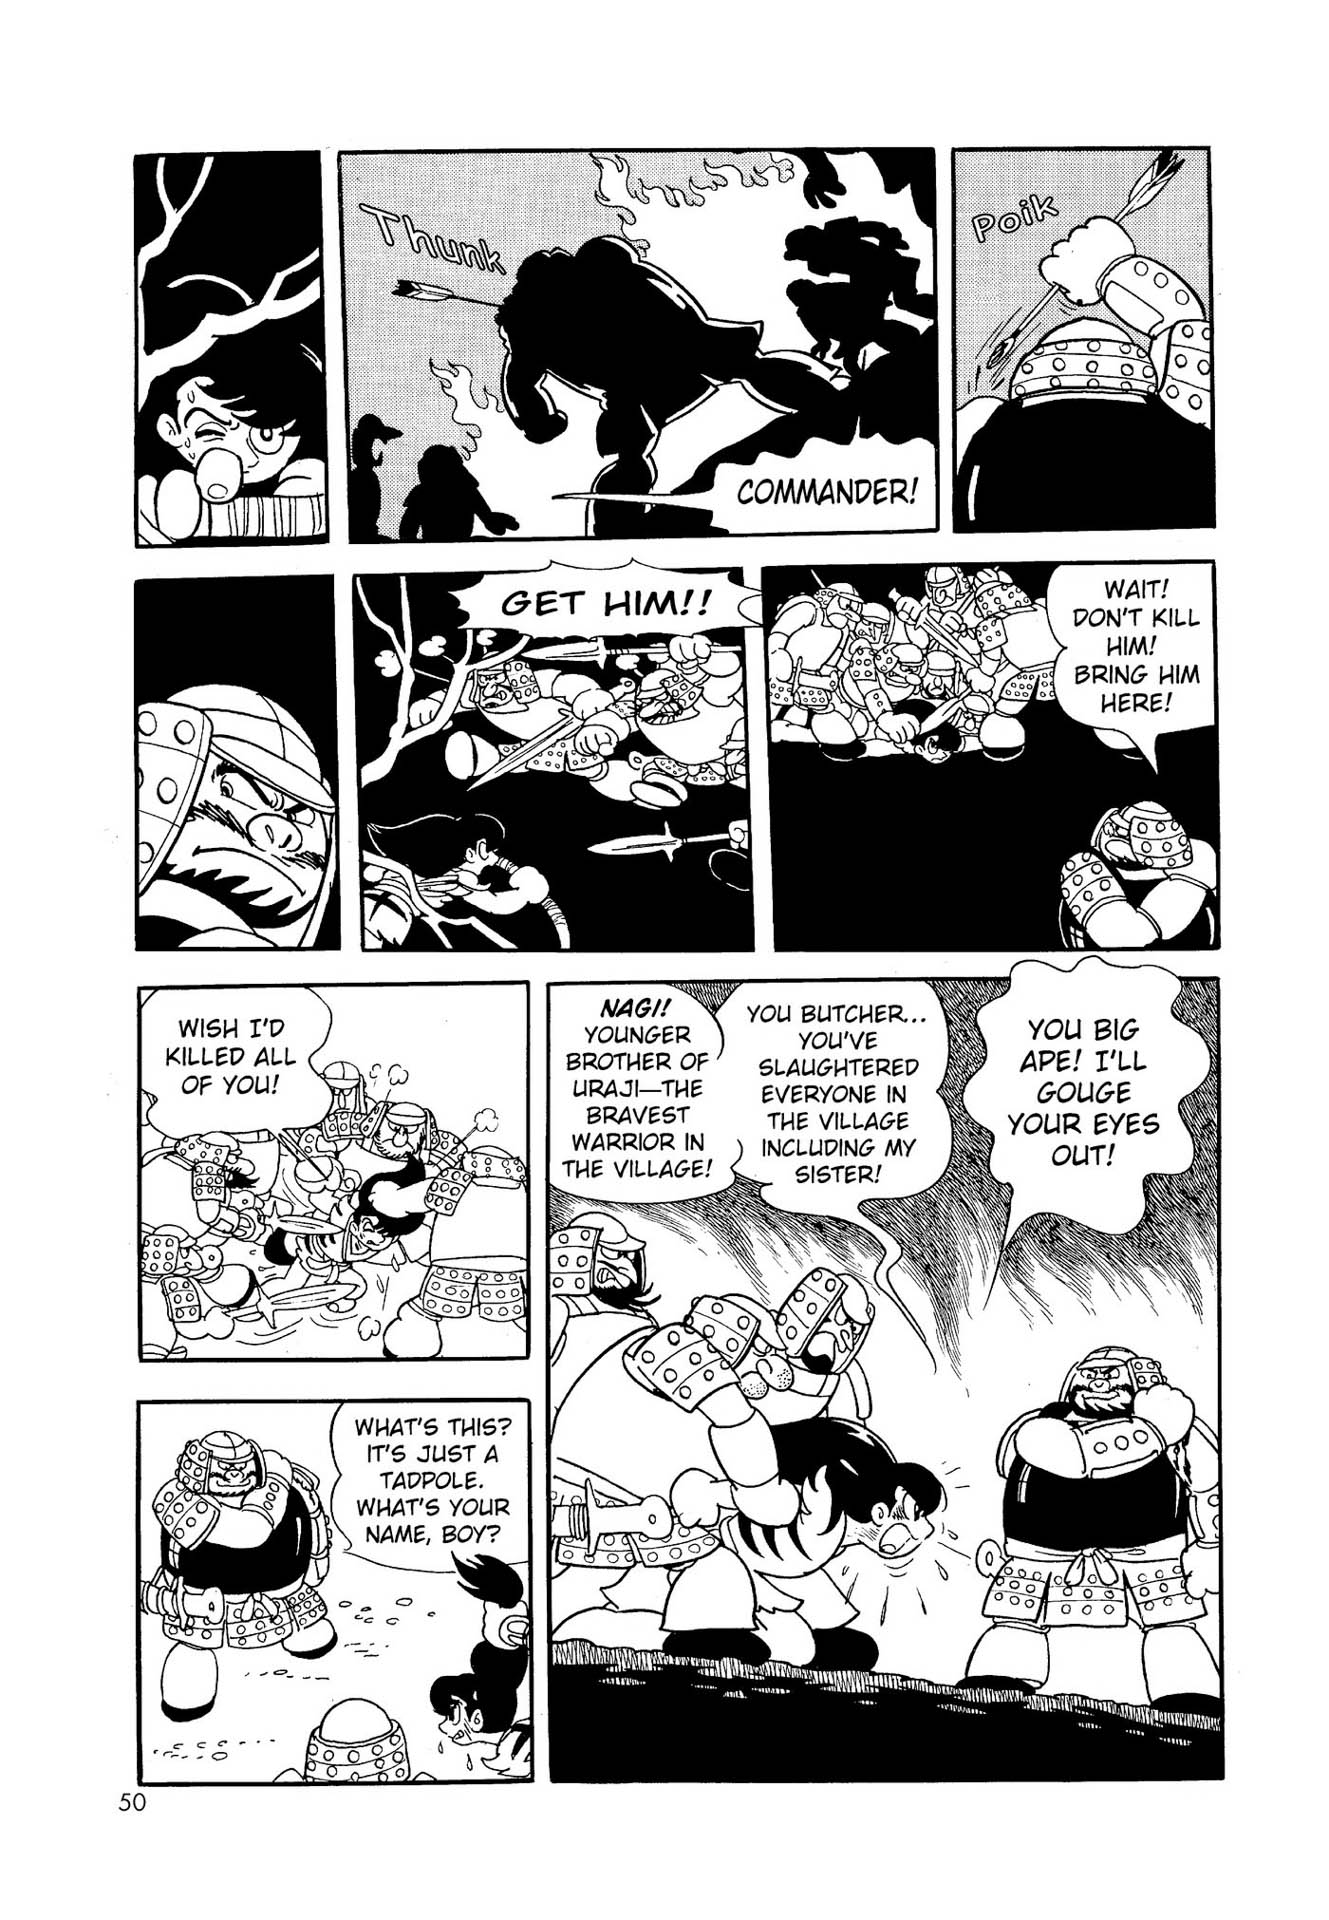 Thunk
COMMANDER!
Poik
GET HIM!!
WAIT!
DON'T KILL
HIM!
BRING HIM
HERE!
WISH I'D
KILLED ALL
OF YOU!
WHAT'S THIS?
IT'S JUST A
TADPOLE.
WHAT'S YOUR
NAME, BOY?
NAGI!
YOUNGER
BROTHER OF
URAJI—THE
BRAVEST
WARRIOR IN
THE VILLAGE!
YOU BUTCHER...
YOU'VE
SLAUGHTERED
EVERYONE IN
THE VILLAGE
INCLUDING MY
SISTER!
YOU BIG
APE! I'LL
GOUGE
YOUR EYES
OUT!
50